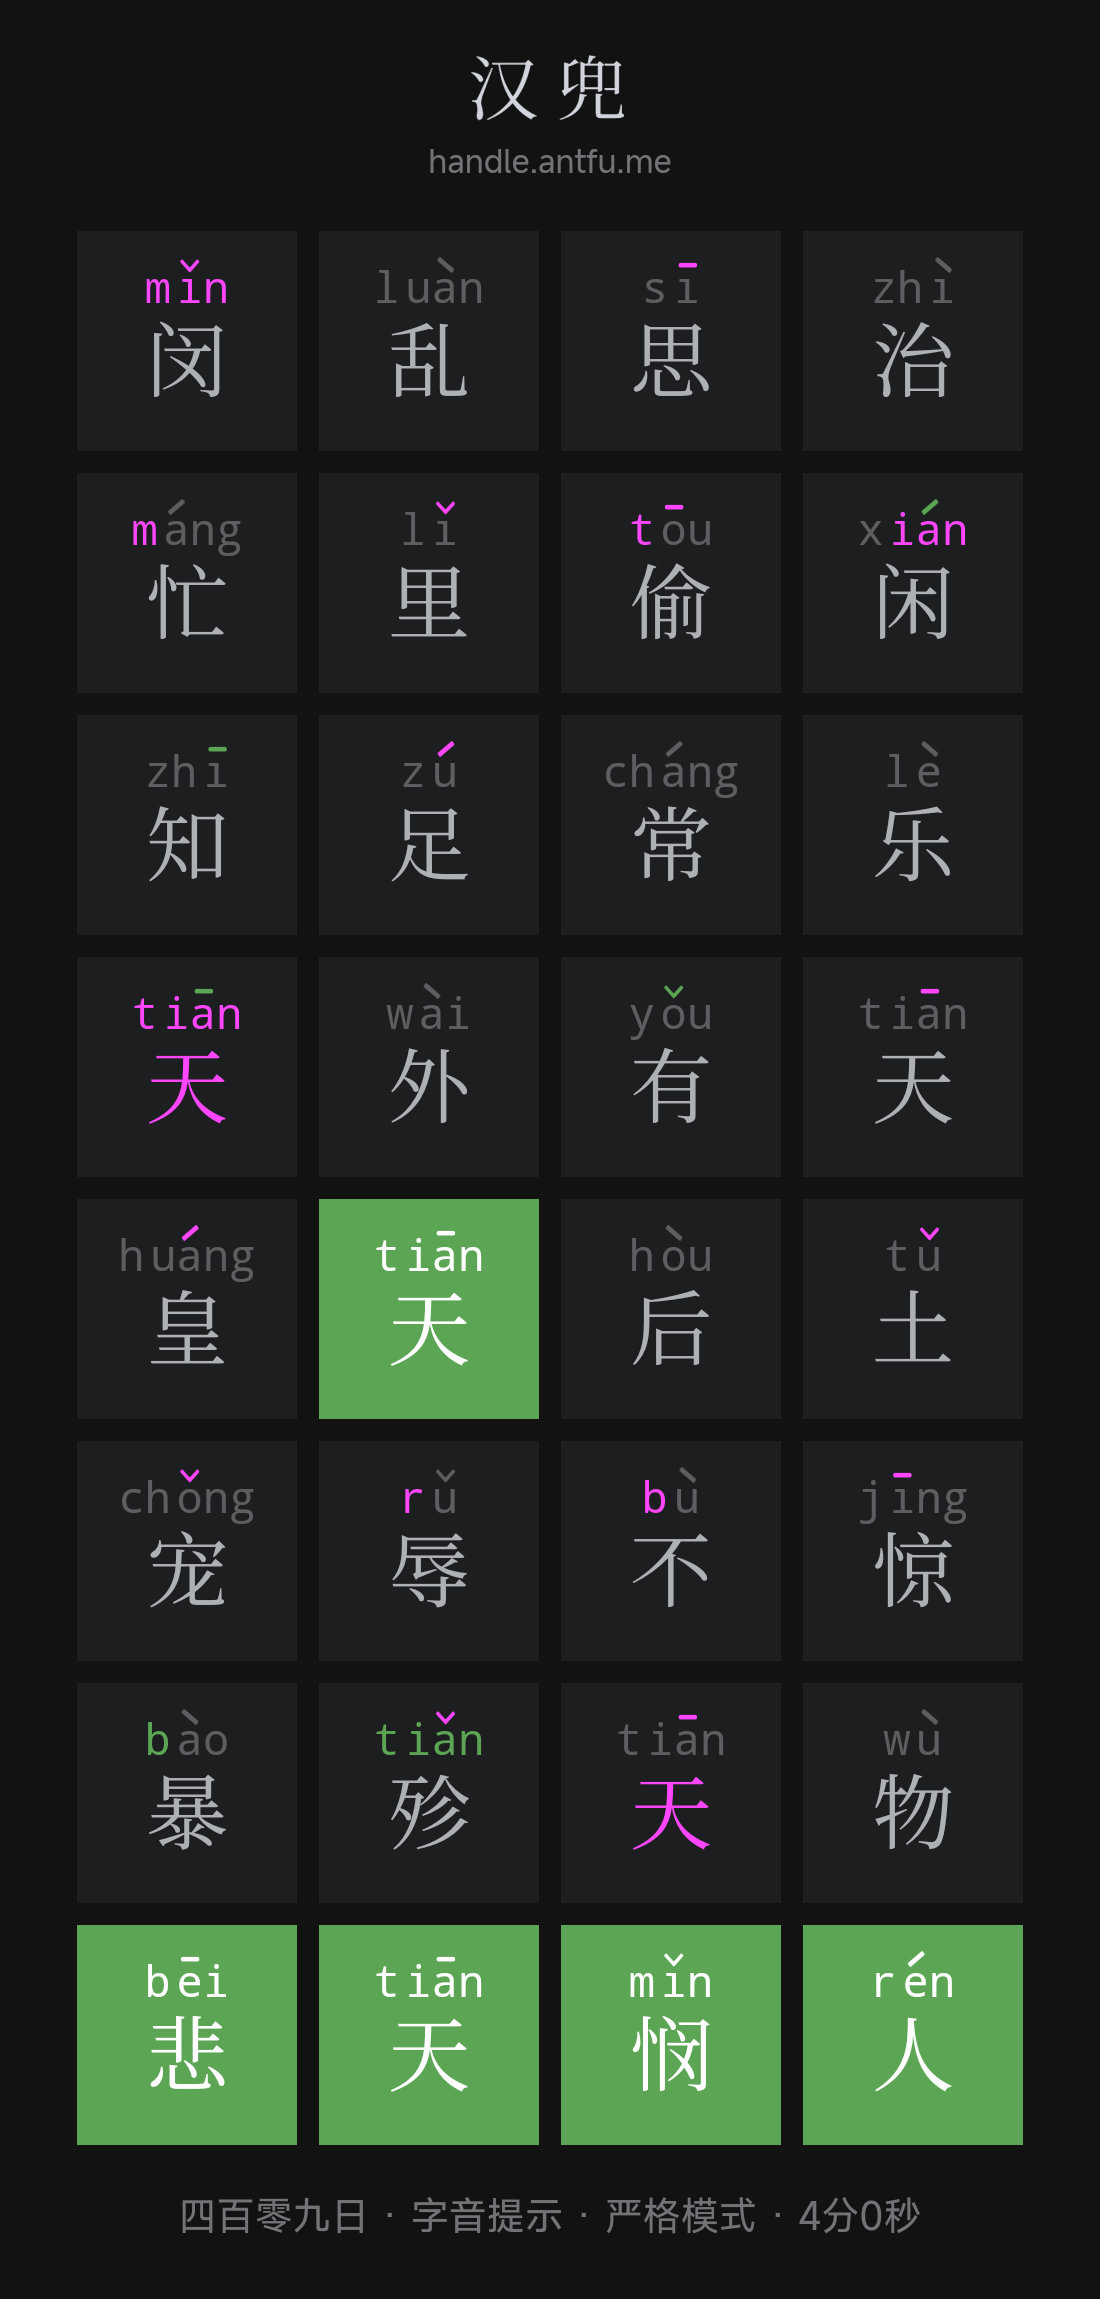 汉兜
handle.antfu.me
mǐn luàn sī zhì
闵乱思治
máng lǐ tōu xián
忙里偷闲
zhī zú cháng lè
知足常乐
tiān wài yǒu tiān
天外有天
huáng tiān hòu tǔ
皇天后土
chǒng rǔ bù jīng
宠辱不惊
bào tiǎn tiān wù
暴殄天物
bēi tiān mǐn rén
悲天悯人
四百零九日 · 字音提示 · 严格模式 · 4分0秒